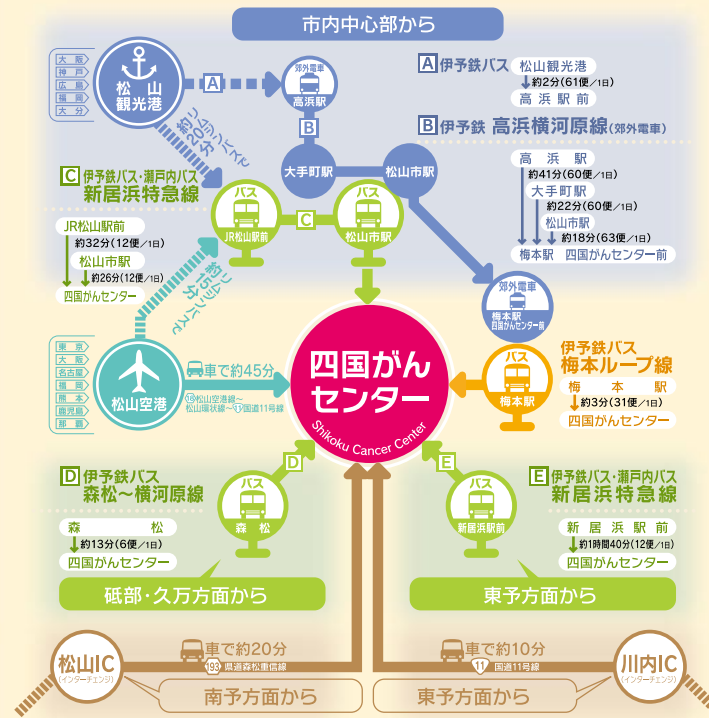 市内中心部から
大阪
神戸
広島
福岡
大分
松山
観光港
A
リムジンバスで
約20分
郊外電車
高浜駅
B
大手町駅
松山市駅
A 伊予鉄バス
松山観光港
約2分(61便/1日)
高浜駅前
B 伊予鉄 高浜横河原線(郊外電車)
高浜駅
約41分(60便/1日)
大手町駅
約22分(60便/1日)
松山市駅
約18分(63便/1日)
梅本駅 四国がんセンター前
C 伊予鉄バス・瀬戸内バス
新居浜特急線
JR松山駅前
約32分(12便/1日)
松山市駅
約26分(12便/1日)
四国がんセンター
バス
JR松山駅前
C
バス
松山市駅
リムジンバスで
約15分
郊外電車
梅本駅
四国がんセンター前
東京
大阪
名古屋
福岡
熊本
鹿児島
那覇
松山空港
車で約45分
18 松山空港線~
松山環状線~11国道11号線
四国がん
センター
Shikoku Cancer Center
バス
梅本駅
伊予鉄バス
梅本ループ線
梅本駅
約3分(31便/1日)
四国がんセンター
D 伊予鉄バス
森松~横河原線
森松
約13分(6便/1日)
四国がんセンター
D
バス
森松
砥部・久万方面から
E
バス
新居浜駅前
E 伊予鉄バス・瀬戸内バス
新居浜特急線
新居浜駅前
約1時間40分(12便/1日)
四国がんセンター
東予方面から
松山IC
(インターチェンジ)
車で約20分
193 県道森松重信線
南予方面から
車で約10分
11 国道11号線
東予方面から
川内IC
(インターチェンジ)